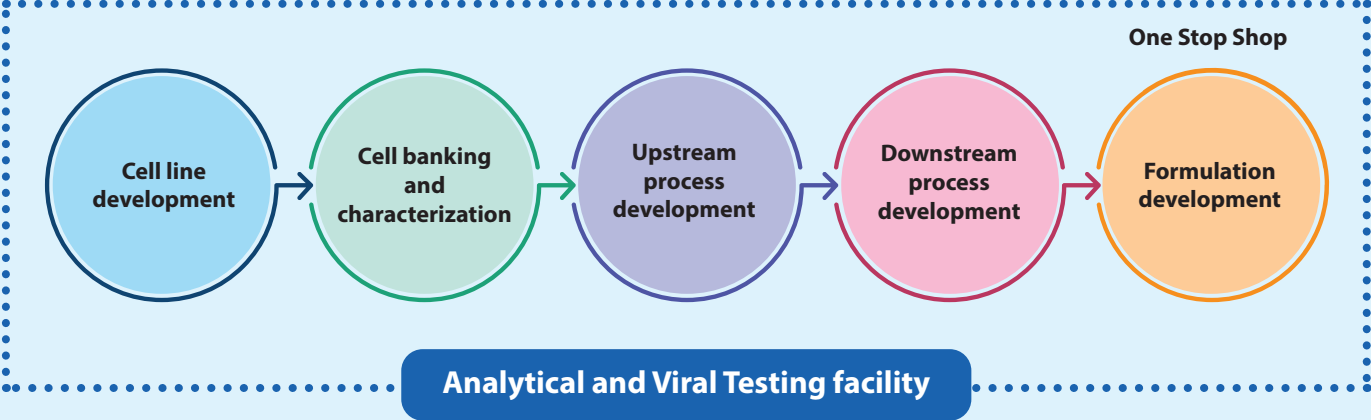 One Stop Shop
Cell line
development
Cell banking
and
characterization
Upstream
process
development
Downstream
process
development
Formulation
development
Analytical and Viral Testing facility